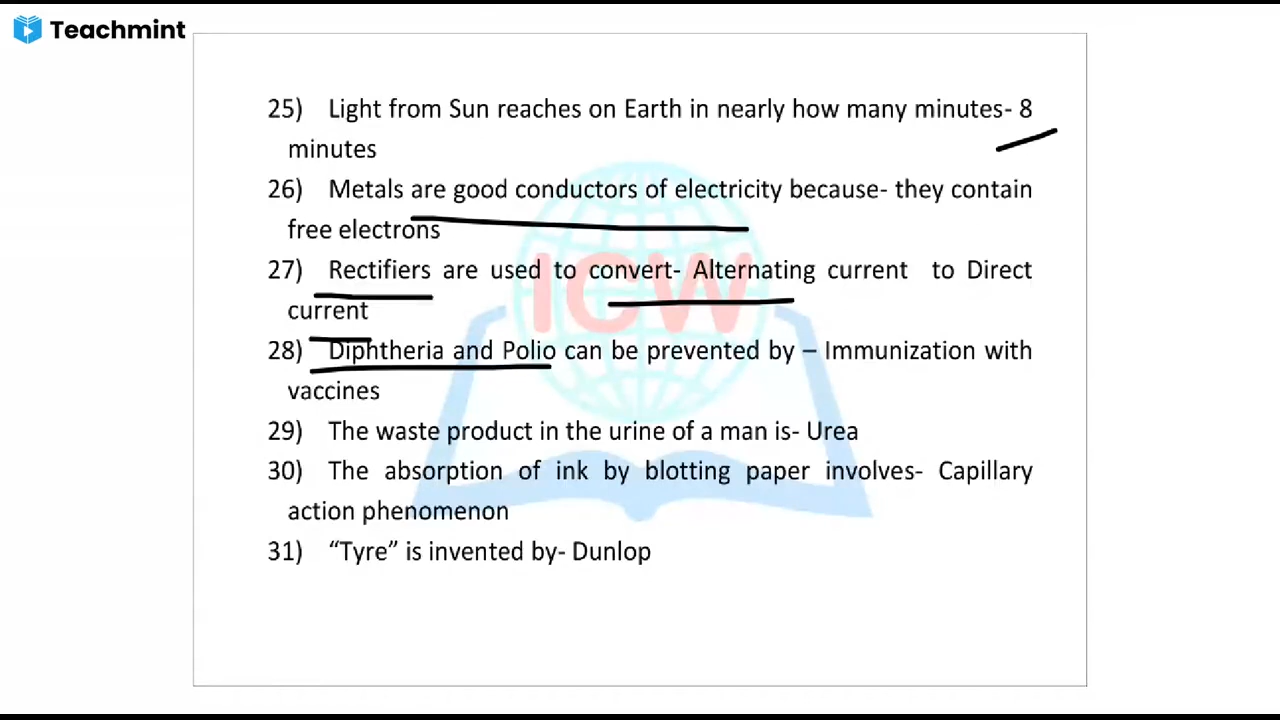 Teachmint
25) Light from Sun reaches on Earth in nearly how many minutes- 8
minutes
26) Metals are good conductors of electricity because- they contain
free electrons
27) Rectifiers are used to convert- Alternating current to Direct
current
28) Diphtheria and Polio can be prevented by – Immunization with
vaccines
29) The waste product in the urine of a man is- Urea
30) The absorption of ink by blotting paper involves- Capillary
action phenomenon
31) “Tyre” is invented by- Dunlop
ICW